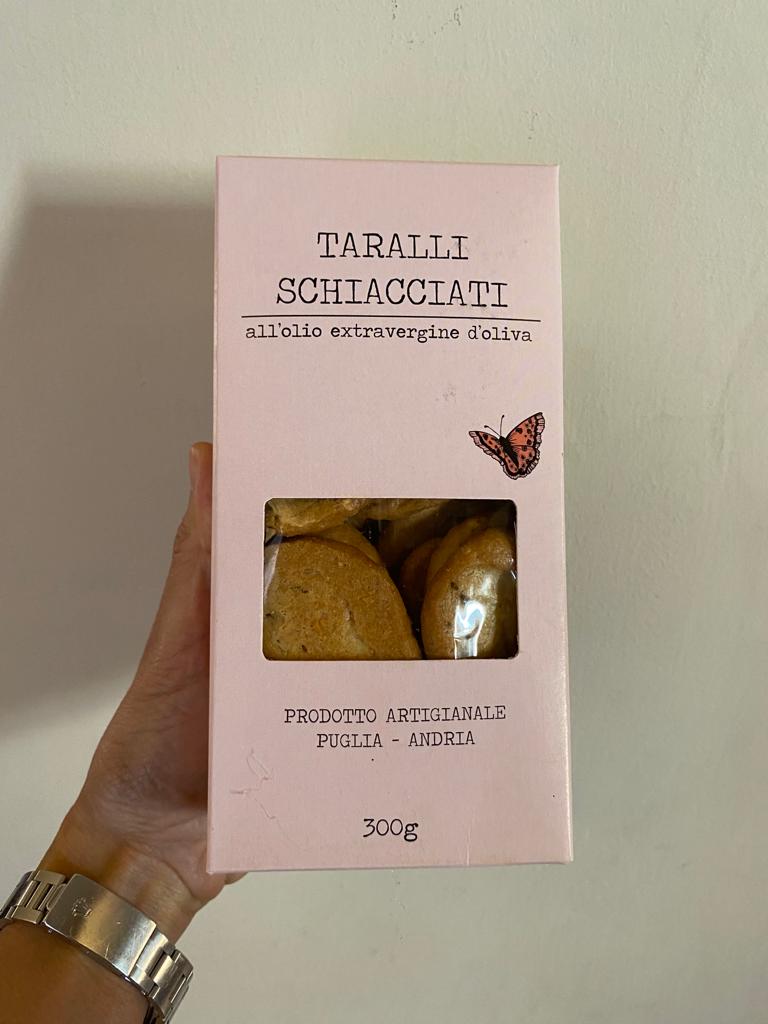 TARALLI
SCHIACCIATI
all'olio extravergine d'oliva
PRODOTTO ARTIGIANALE
PUGLIA - ANDRIA
300g